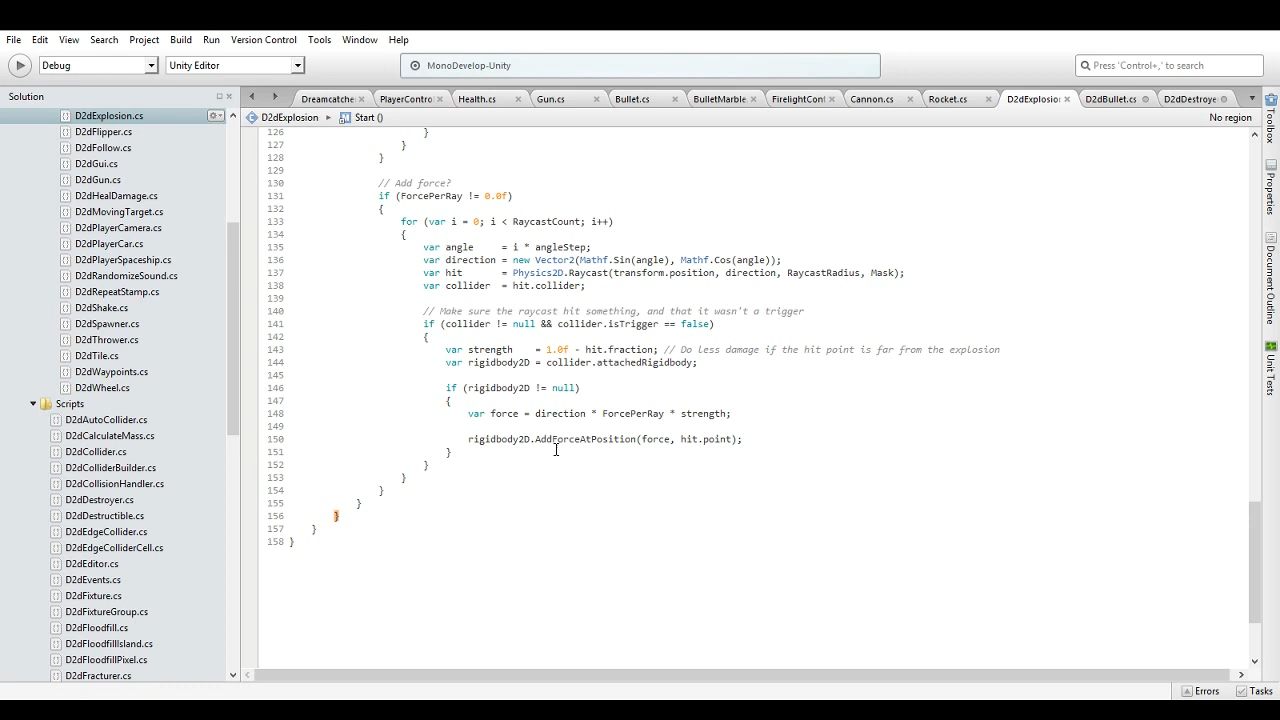 File Edit View Search Project Build Run Version Control Tools Window Help
Debug Unity Editor MonoDevelop-Unity Press 'Control+,' to search
Solution
Dreamcatche PlayerContro Health.cs Gun.cs Bullet.cs BulletMarble FirelightCont Cannon.cs Rocket.cs D2dExplosion D2dBullet.cs D2dDestroye
D2dExplosion Start () No region
D2dExplosion.cs
D2dFlipper.cs
D2dFollow.cs
D2dGui.cs
D2dGun.cs
D2dHealDamage.cs
D2dMovingTarget.cs
D2dPlayerCamera.cs
D2dPlayerCar.cs
D2dPlayerSpaceship.cs
D2dRandomizeSound.cs
D2dRepeatStamp.cs
D2dShake.cs
D2dSpawner.cs
D2dThrower.cs
D2dTile.cs
D2dWaypoints.cs
D2dWheel.cs
Scripts
D2dAutoCollider.cs
D2dCalculateMass.cs
D2dCollider.cs
D2dColliderBuilder.cs
D2dCollisionHandler.cs
D2dDestroyer.cs
D2dDestructible.cs
D2dEdgeCollider.cs
D2dEdgeColliderCell.cs
D2dEditor.cs
D2dEvents.cs
D2dFixture.cs
D2dFixtureGroup.cs
D2dFloodfill.cs
D2dFloodfillIsland.cs
D2dFloodfillPixel.cs
D2dFracturer.cs
126 }
127 }
128 }
129
130 // Add force?
131 if (ForcePerRay != 0.0f)
132 {
133 for (var i = 0; i < RaycastCount; i++)
134 {
135 var angle = i * angleStep;
136 var direction = new Vector2(Mathf.Sin(angle), Mathf.Cos(angle));
137 var hit = Physics2D.Raycast(transform.position, direction, RaycastRadius, Mask);
138 var collider = hit.collider;
139
140 // Make sure the raycast hit something, and that it wasn't a trigger
141 if (collider != null && collider.isTrigger == false)
142 {
143 var strength = 1.0f - hit.fraction; // Do less damage if the hit point is far from the explosion
144 var rigidbody2D = collider.attachedRigidbody;
145
146 if (rigidbody2D != null)
147 {
148 var force = direction * ForcePerRay * strength;
149
150 rigidbody2D.AddForceAtPosition(force, hit.point);
151 }
152 }
153 }
154 }
155 }
156 }
157 }
158 }
Toolbox
Properties
Document Outline
Unit Tests
Errors Tasks